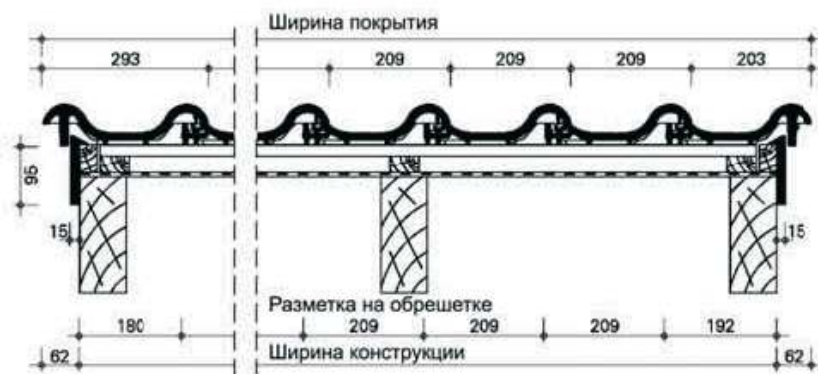 Ширина покрытия
293 209 209 209 203
95
15 15
Разметка на обрешетке
180 209 209 209 192
62 Ширина конструкции 62